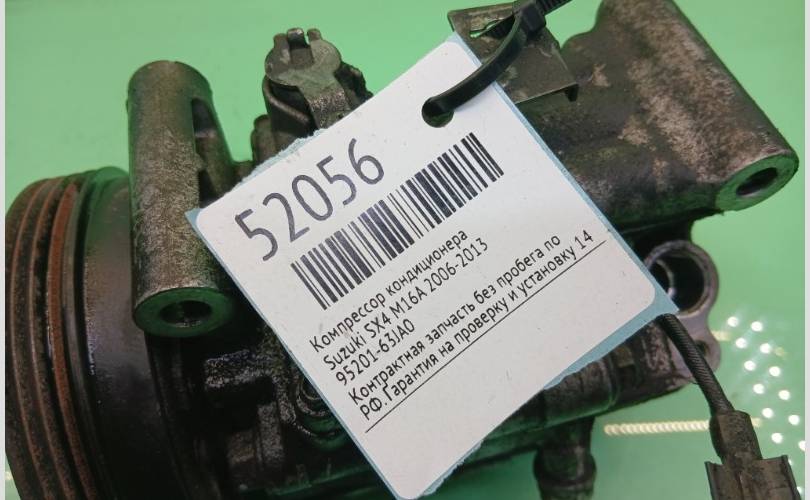 52056
Компрессор кондиционера
Suzuki SX4 M16A 2006-2013
95201-63JA0
Контрактная запчасть без пробега по
РФ.Гарантия на проверку и установку 14